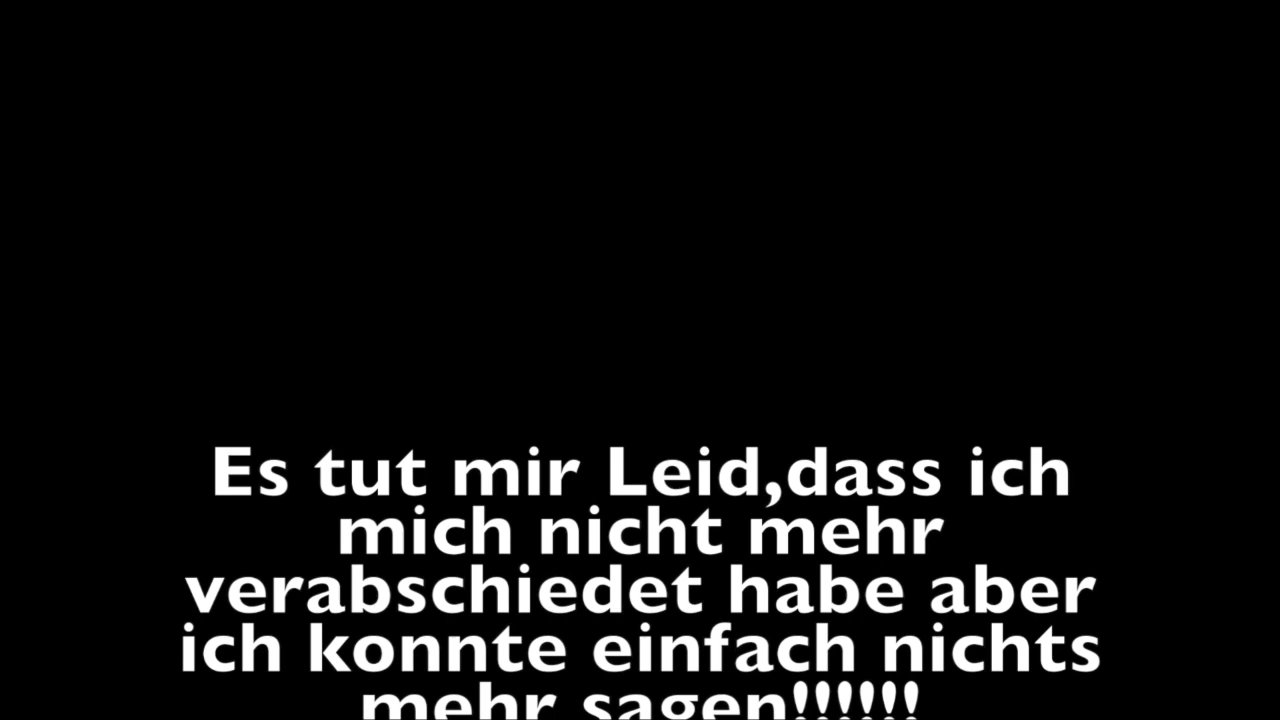 Es tut mir Leid,dass ich
mich nicht mehr
verabschiedet habe aber
ich konnte einfach nichts
mehr sagen!!!!!!